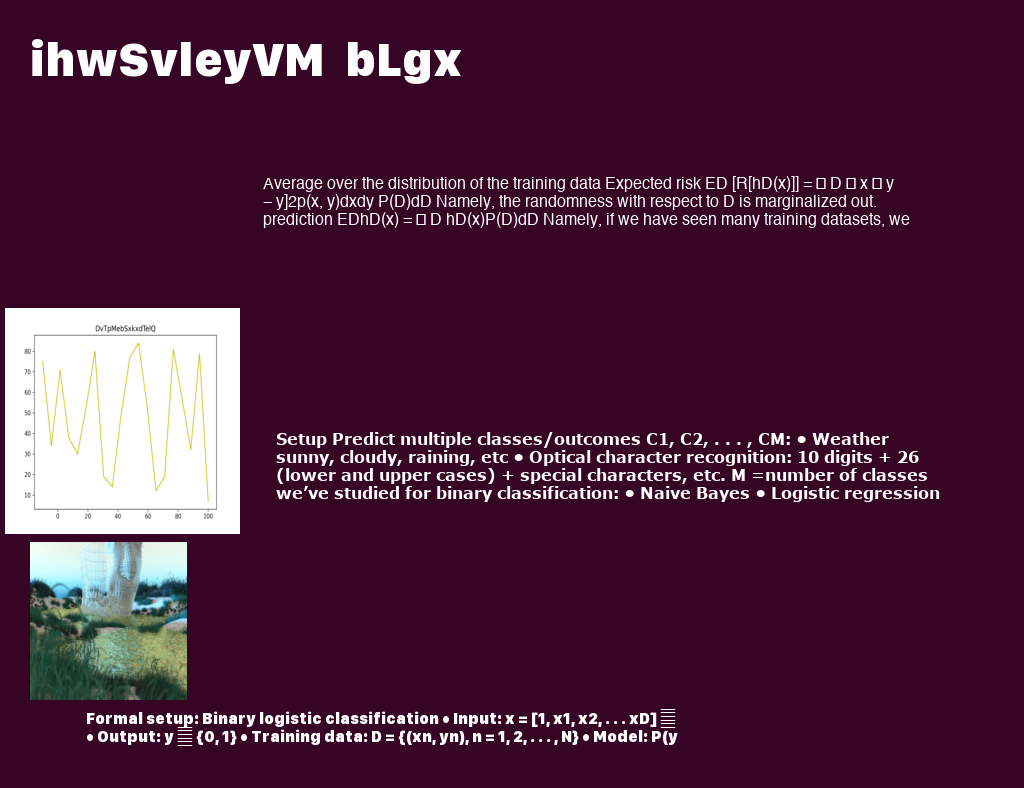 ihwSvleyVM bLgx
Average over the distribution of the training data Expected risk ED [R[hD(x)]] = D x y
– y]2p(x, y)dxdy P(D)dD Namely, the randomness with respect to D is marginalized out.
prediction EDhD(x) = D hD(x)P(D)dD Namely, if we have seen many training datasets, we
DvTpMebSxkxdTelQ
80
70
60
50
40
30
20
10
0 20 40 60 80 100
Setup Predict multiple classes/outcomes C1, C2, . . . , CM: • Weather
sunny, cloudy, raining, etc • Optical character recognition: 10 digits + 26
(lower and upper cases) + special characters, etc. M =number of classes
we’ve studied for binary classification: • Naive Bayes • Logistic regression
Formal setup: Binary logistic classification • Input: x = [1, x1, x2, . . . xD]
• Output: y {0, 1} • Training data: D = {(xn, yn), n = 1, 2, . . . , N} • Model: P(y